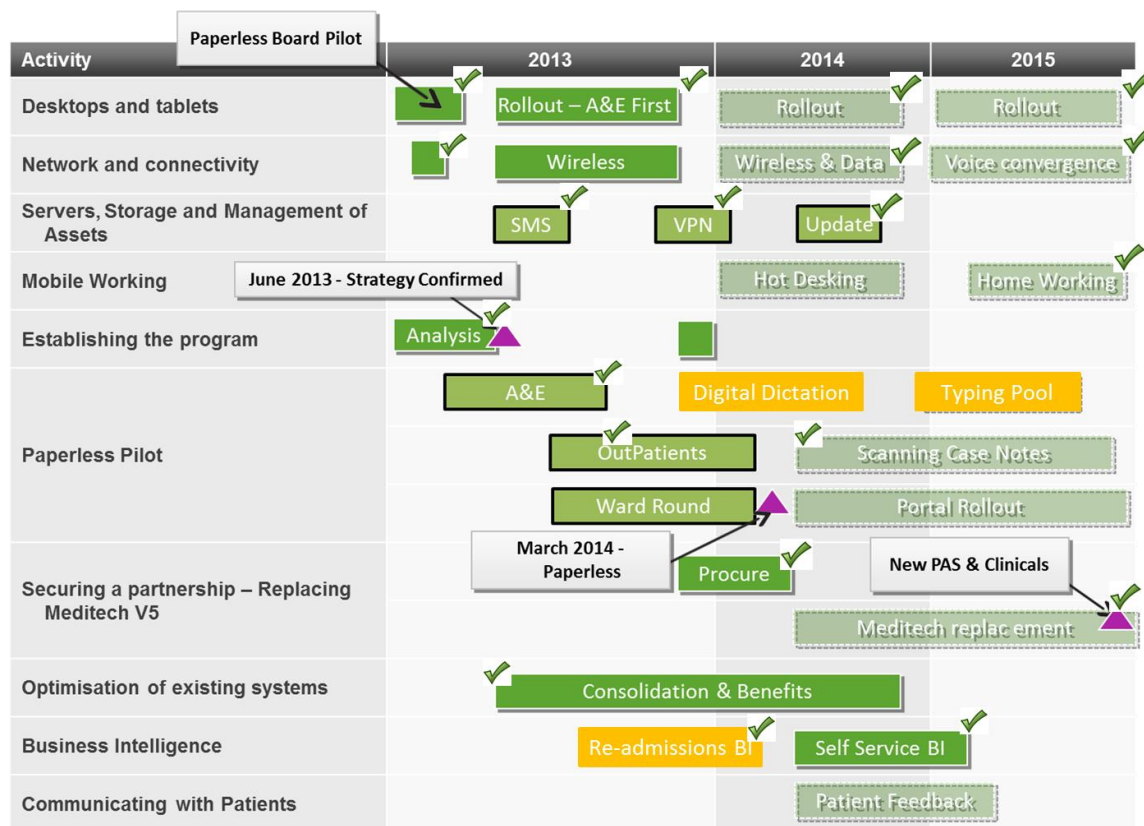 Paperless Board Pilot
Activity 2013 2014 2015
Desktops and tablets
Rollout – A&E First
Rollout
Rollout
Network and connectivity
Wireless
Wireless & Data
Voice convergence
Servers, Storage and Management of
Assets
SMS
VPN
Update
Mobile Working
June 2013 - Strategy Confirmed
Hot Desking
Home Working
Establishing the program
Analysis
Paperless Pilot
A&E
Digital Dictation
Typing Pool
OutPatients
Scanning Case Notes
Ward Round
Portal Rollout
March 2014 -
Paperless
Securing a partnership – Replacing
Meditech V5
Procure
New PAS & Clinicals
Meditech replac ement
Optimisation of existing systems
Consolidation & Benefits
Business Intelligence
Re-admissions BI
Self Service BI
Communicating with Patients
Patient Feedback